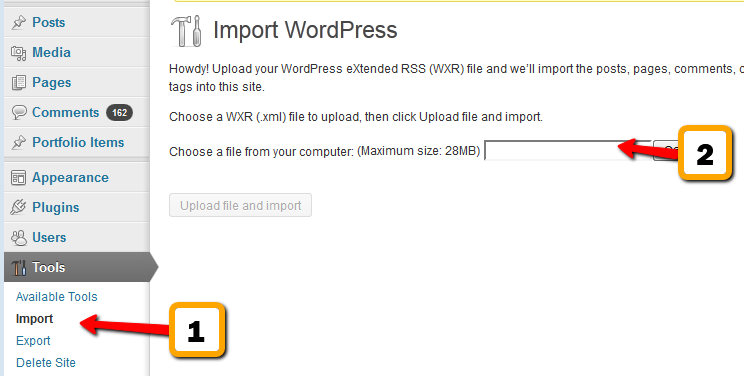 Posts
Media
Pages
Comments 162
Portfolio Items
Appearance
Plugins
Users
Tools
Available Tools
Import
Export
Delete Site
Import WordPress
Howdy! Upload your WordPress eXtended RSS (WXR) file and we'll import the posts, pages, comments,
tags into this site.
Choose a WXR (.xml) file to upload, then click Upload file and import.
Choose a file from your computer: (Maximum size: 28MB)
Upload file and import
1
2